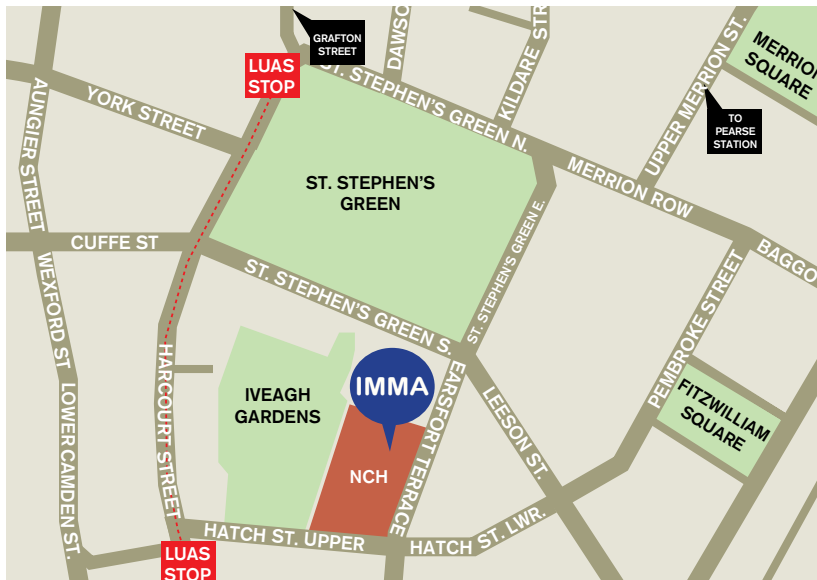 GRAFTON
STREET
LUAS
STOP
DAWSO
KILDARE STR
UPPER MERRION ST.
MERRION
SQUARE
ST. STEPHEN'S GREEN N.
TO
PEARSE
STATION
AUNGIER STREET
YORK STREET
MERRION ROW
ST. STEPHEN'S
GREEN
CUFFE ST
ST. STEPHEN'S GREEN E.
BAGGO
WEXFORD ST
ST. STEPHEN'S GREEN S.
PEMBROKE STREET
HARCOURT STREET
IMMA
IVEAGH
GARDENS
EARSFORT TERRACE
LEESON ST.
FITZWILLIAM
SQUARE
LOWER CAMDEN ST.
NCH
HATCH ST. UPPER
HATCH ST. LWR.
LUAS
STOP